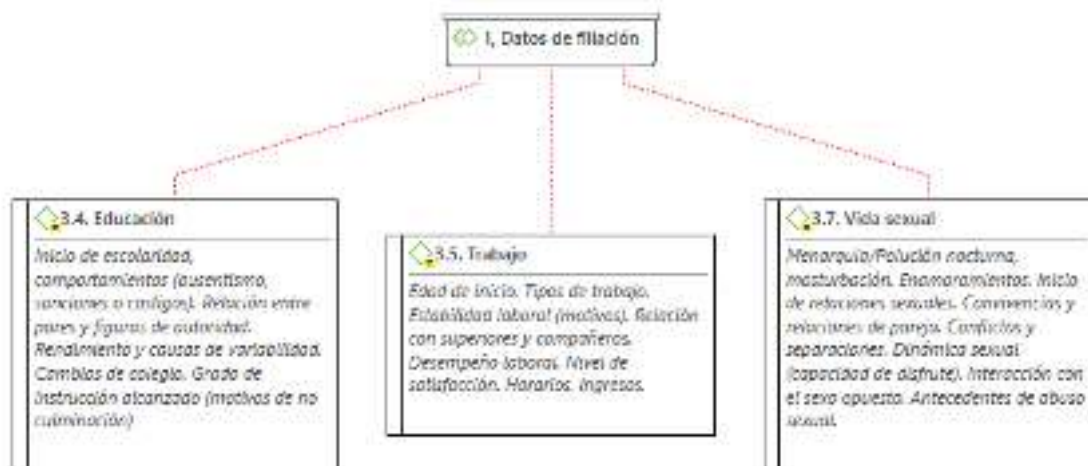 I, Datos de filiación
3.4. Educación
Inicio de escolaridad,
comportamientos (ausentismo,
sanciones o castigos). Relación entre
pares y figuras de autoridad.
Rendimiento y causas de variabilidad.
Cambios de colegio. Grado de
instrucción alcanzado (motivos de no
culminación)
3.5. Trabajo
Edad de inicio. Tipos de trabajo.
Estabilidad laboral (motivos). Relación
con superiores y compañeros.
Desempeño laboral. Nivel de
satisfacción. Horarios. Ingresos.
3.7. Vida sexual
Menarquia/Polución nocturna,
masturbación. Enamoramientos. Inicio
de relaciones sexuales. Convivencias y
relaciones de pareja. Conflictos y
separaciones. Dinámica sexual
(capacidad de disfrute). Interacción con
el sexo opuesto. Antecedentes de abuso
sexual.